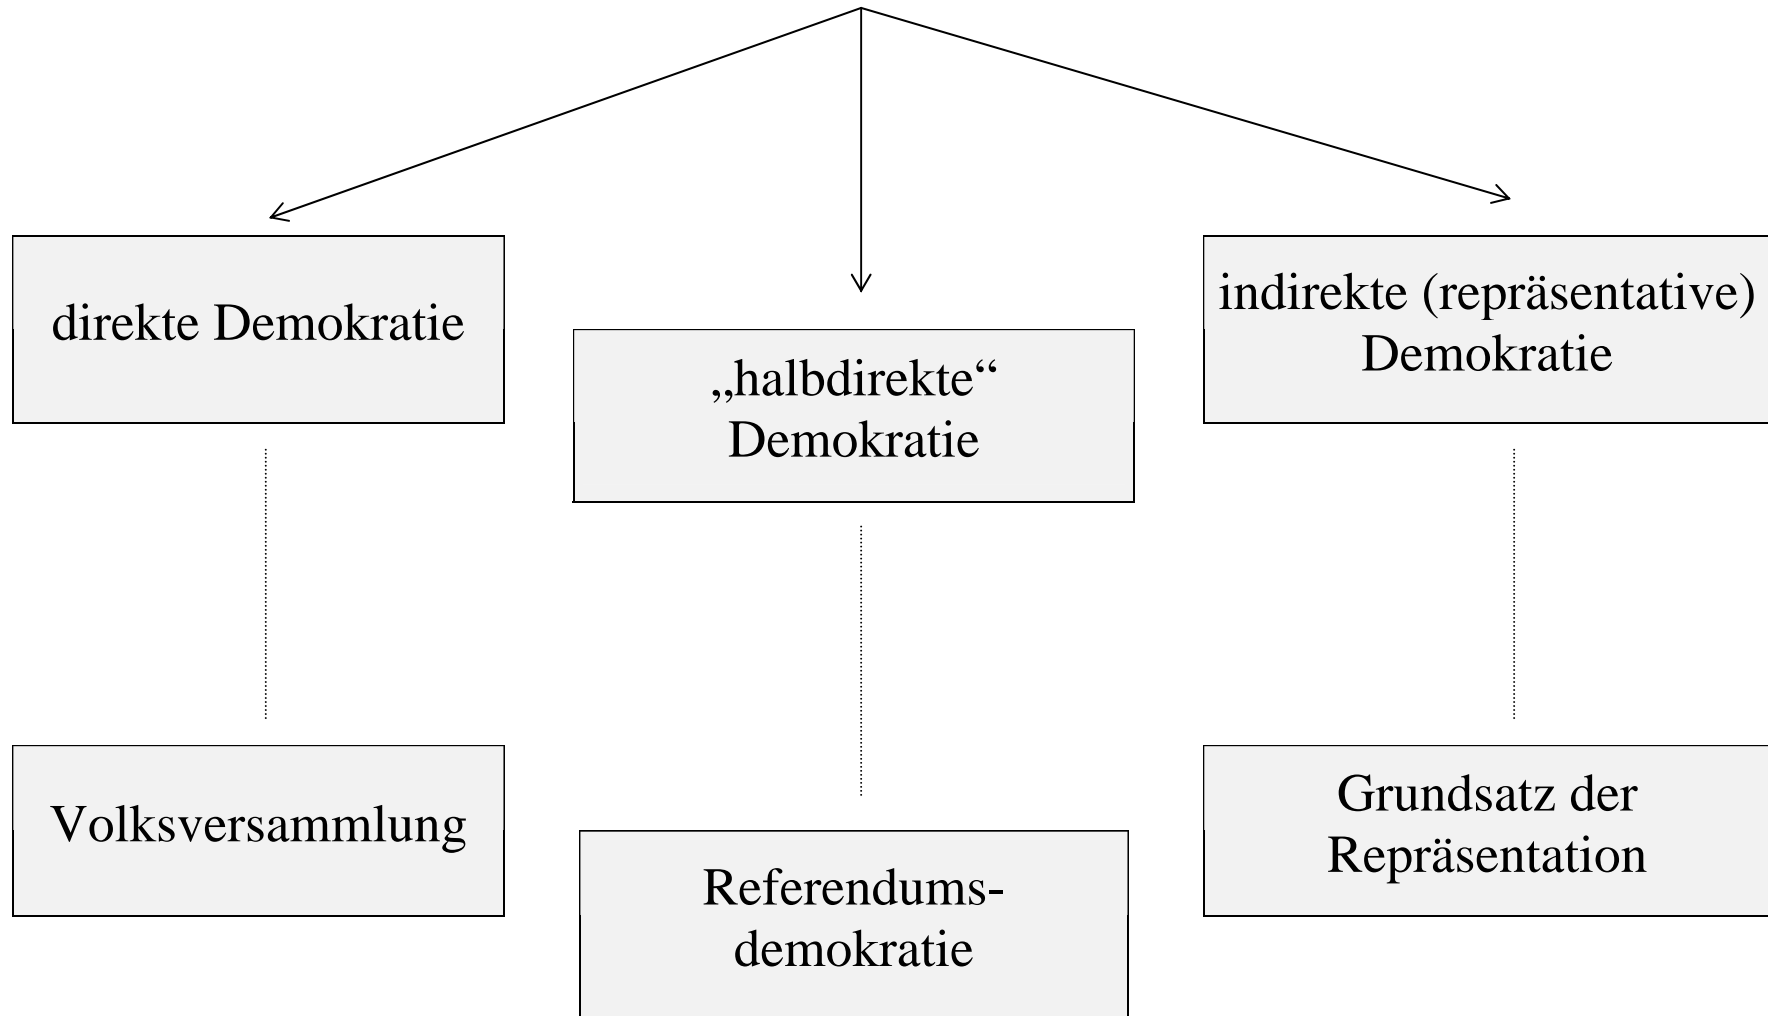 direkte Demokratie
„halbdirekte“
Demokratie
indirekte (repräsentative)
Demokratie
Volksversammlung
Referendums-
demokratie
Grundsatz der
Repräsentation